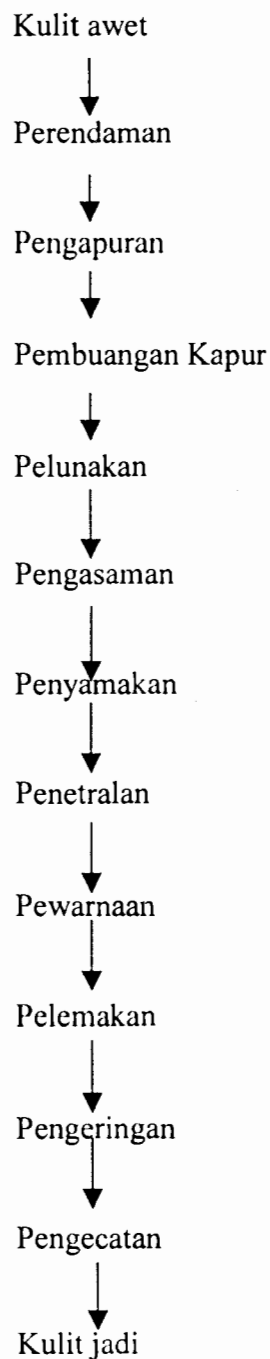 Kulit awet
Perendaman
Pengapuran
Pembuangan Kapur
Pelunakan
Pengasaman
Penyamakan
Penetralan
Pewarnaan
Pelemakan
Pengeringan
Pengecatan
Kulit jadi